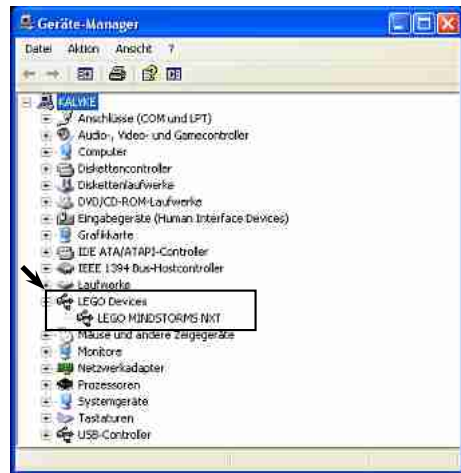 Geräte-Manager
Datei Aktion Ansicht ?
KALYKE
Anschlüsse (COM und LPT)
Audio-, Video- und Gamecontroller
Computer
Diskettencontroller
Diskettenlaufwerke
DVD/CD-ROM-Laufwerke
Eingabegeräte (Human Interface Devices)
Grafikkarte
IDE ATA/ATAPI-Controller
IEEE 1394 Bus-Hostcontroller
Laufwerke
LEGO Devices
LEGO MINDSTORMS NXT
Mäuse und andere Zeigegeräte
Monitore
Netzwerkadapter
Prozessoren
Systemgeräte
Tastaturen
USB-Controller